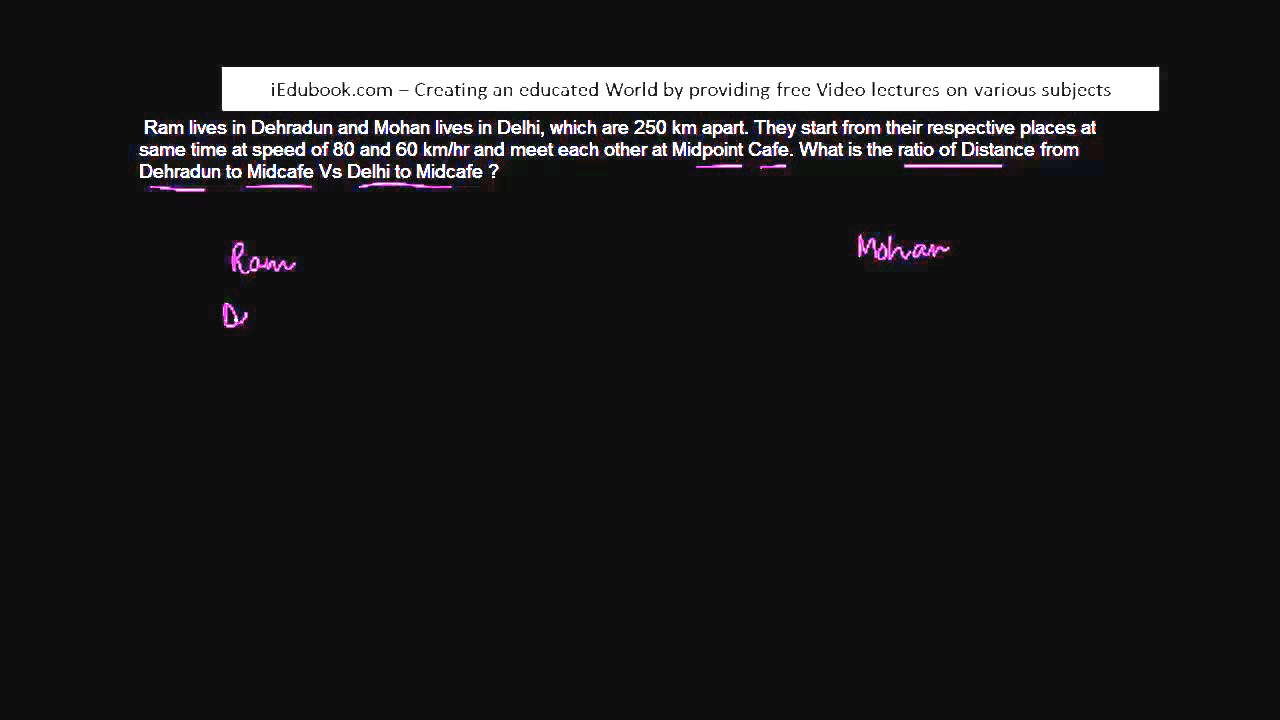 iEdubook.com – Creating an educated World by providing free Video lectures on various subjects
Ram lives in Dehradun and Mohan lives in Delhi, which are 250 km apart. They start from their respective places at
same time at speed of 80 and 60 km/hr and meet each other at Midpoint Cafe. What is the ratio of Distance from
Dehradun to Midcafe Vs Delhi to Midcafe ?
Ram Mohan